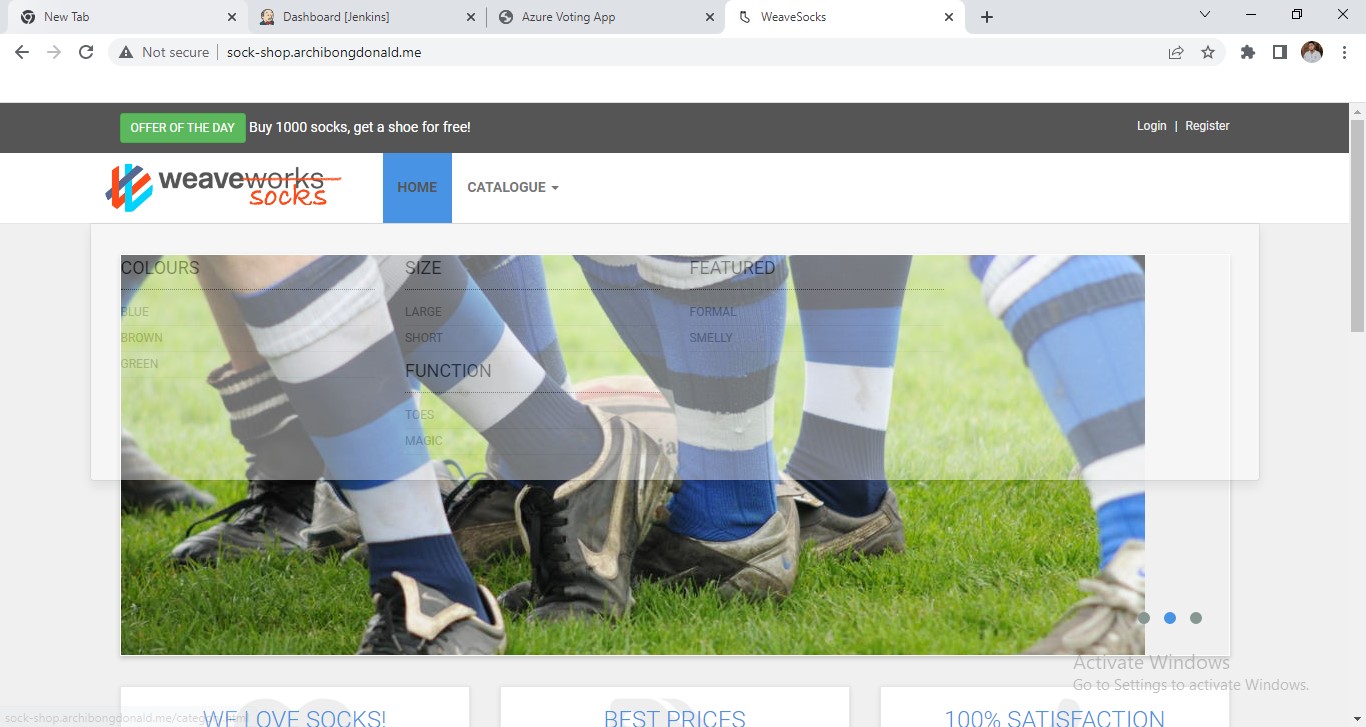 New Tab
Dashboard [Jenkins]
Azure Voting App
WeaveSocks
Not secure
sock-shop.archibongdonald.me
OFFER OF THE DAY
Buy 1000 socks, get a shoe for free!
Login | Register
weaveworks
socks
HOME
CATALOGUE
COLOURS
BLUE
BROWN
GREEN
SIZE
LARGE
SHORT
FUNCTION
TOES
MAGIC
FEATURED
FORMAL
SMELLY
Activate Windows
Go to Settings to activate Windows.
WE LOVE SOCKS!
BEST PRICES
100% SATISFACTION
sock-shop.archibongdonald.me/category.html